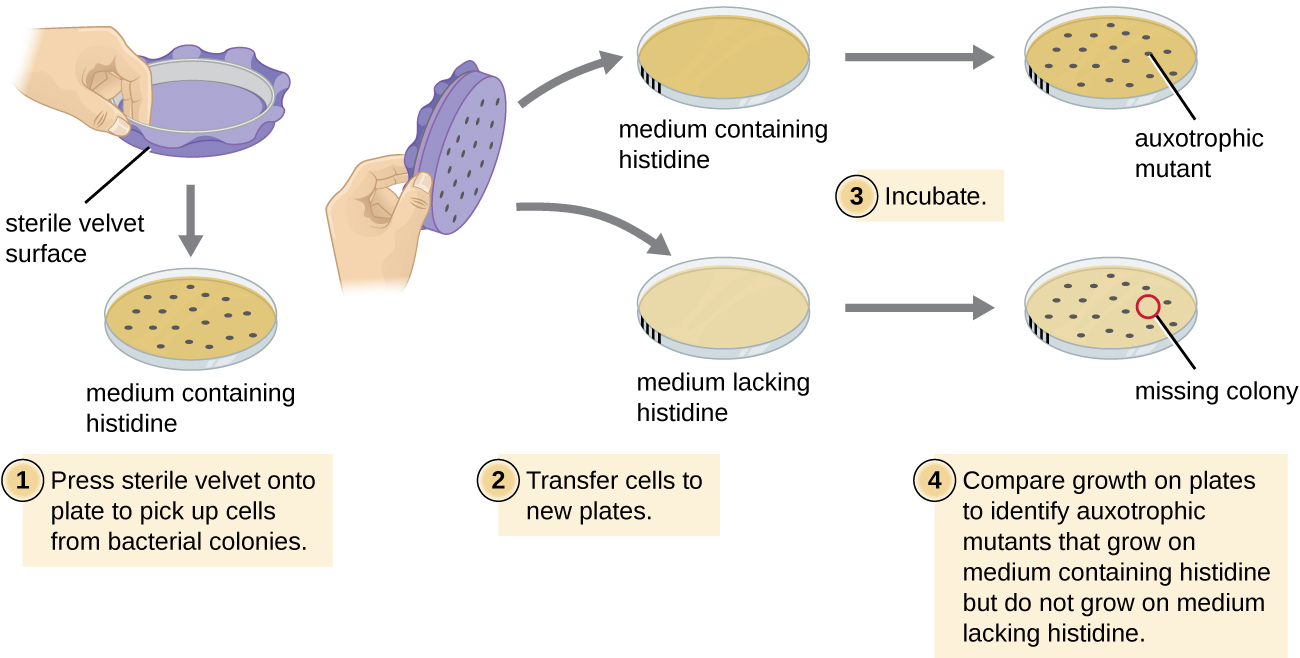 sterile velvet
surface
medium containing
histidine
1 Press sterile velvet onto
plate to pick up cells
from bacterial colonies.
medium containing
histidine
medium lacking
histidine
2 Transfer cells to
new plates.
3 Incubate.
auxotrophic
mutant
missing colony
4 Compare growth on plates
to identify auxotrophic
mutants that grow on
medium containing histidine
but do not grow on medium
lacking histidine.